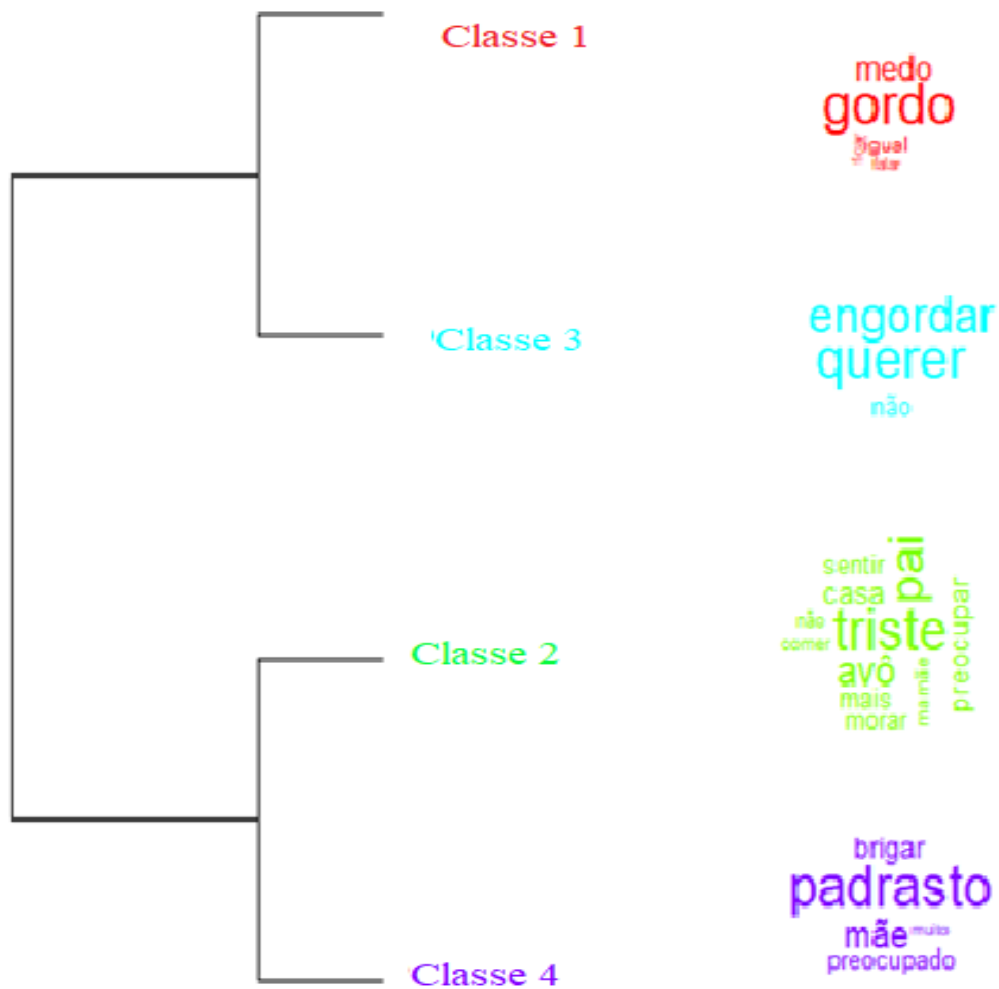 Classe 1
medo
gordo
igual
falar
Classe 3
engordar
querer
não
Classe 2
sentir
pai
casa
preocupar
não
triste
comer
avô
mais
mamãe
morar
Classe 4
brigar
padrasto
mãe
muito
preocupado